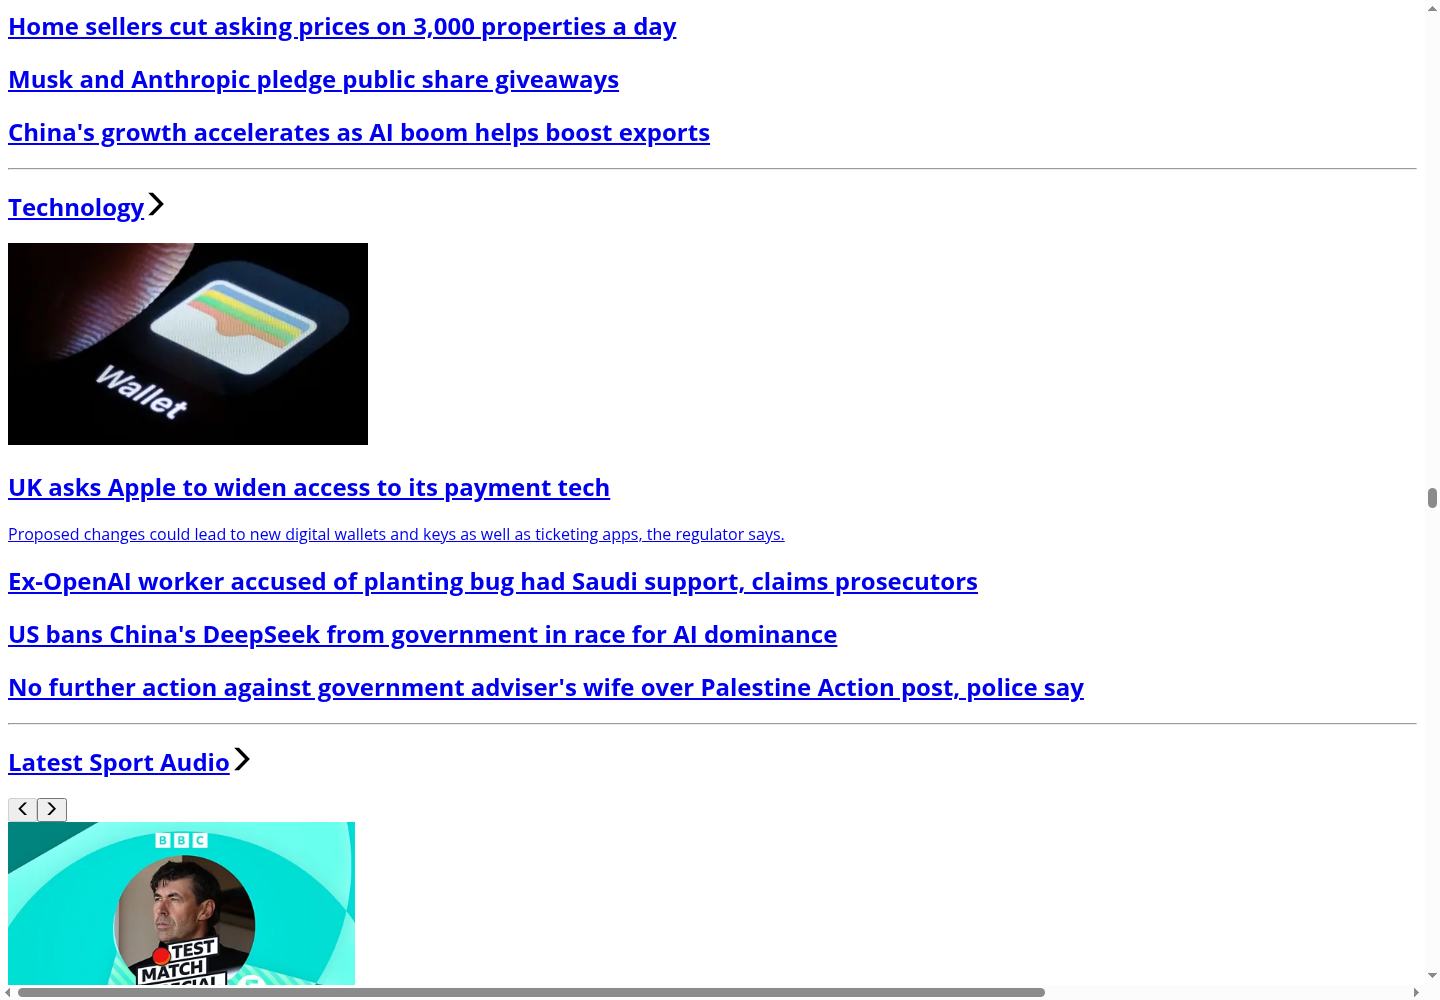 Home sellers cut asking prices on 3,000 properties a day
Musk and Anthropic pledge public share giveaways
China's growth accelerates as AI boom helps boost exports
Technology
Wallet
UK asks Apple to widen access to its payment tech
Proposed changes could lead to new digital wallets and keys as well as ticketing apps, the regulator says.
Ex-OpenAI worker accused of planting bug had Saudi support, claims prosecutors
US bans China's DeepSeek from government in race for AI dominance
No further action against government adviser's wife over Palestine Action post, police say
Latest Sport Audio
BBC
TEST
MATCH
SPECIAL